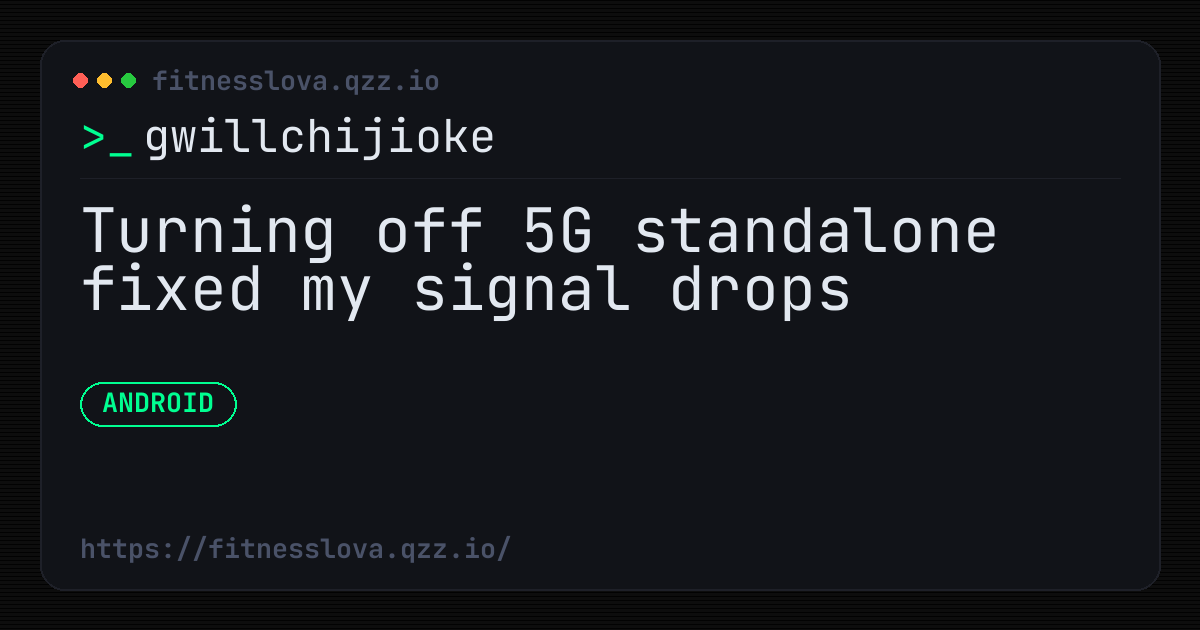 fitnesslova.qzz.io
>_ gwillchijioke
Turning off 5G standalone
fixed my signal drops
ANDROID
https://fitnesslova.qzz.io/